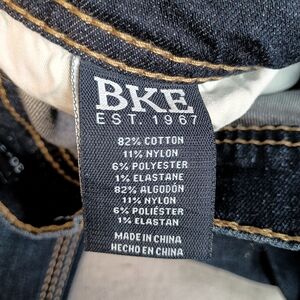 BKE
EST. 1967
82% COTTON
11% NYLON
6% POLYESTER
1% ELASTANE
82% ALGODÓN
11% NYLON
6% POLIÉSTER
1% ELASTAN
MADE IN CHINA
HECHO EN CHINA